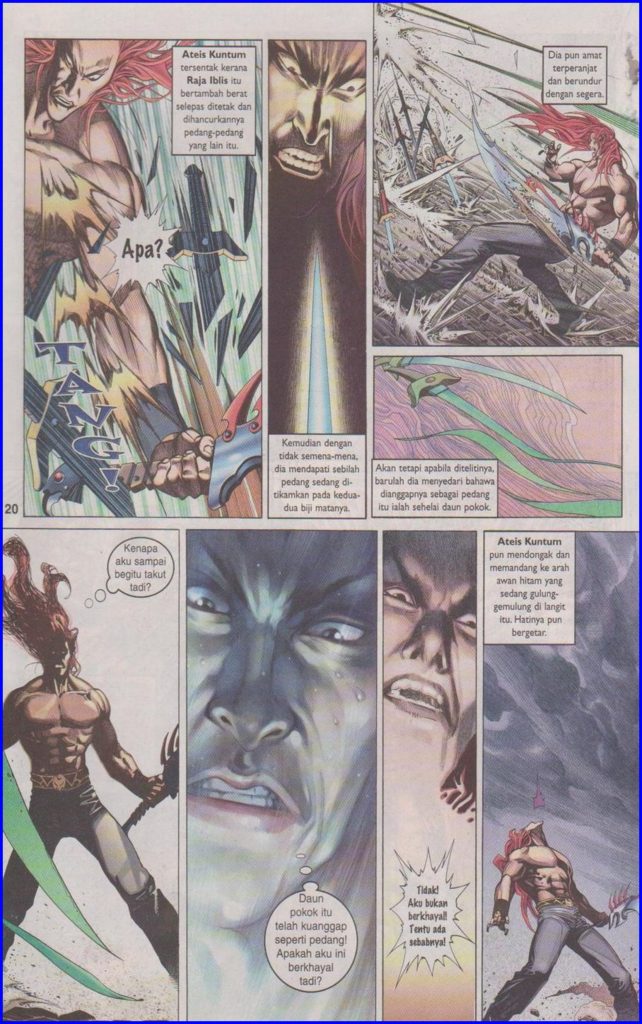 Ateis Kuntum
tersentak kerana
Raja Iblis itu
bertambah berat
selepas ditetak dan
dihancurkannya
pedang-pedang
yang lain itu.
Apa?
TANG!
Kemudian dengan
tidak semena-mena,
dia mendapati sebilah
pedang sedang di-
tikamkan pada kedua-
dua biji matanya.
Dia pun amat
terperanjat
dan berundur
dengan segera.
Akan tetapi apabila ditelitinya,
barulah dia menyedari bahawa
dianggapnya sebagai pedang
itu ialah sehelai daun pokok.
20
Kenapa
aku sampai
begitu takut
tadi?
Daun
pokok itu
telah kuanggap
seperti pedang!
Apakah aku ini
berkhayal
tadi?
Tidak!
Aku bukan
berkhayal!
Tentu ada
sebabnya!
Ateis Kuntum
pun mendongak dan
memandang ke arah
awan hitam yang
sedang gulung-
gemulung di langit
itu. Hatinya pun
bergetar.